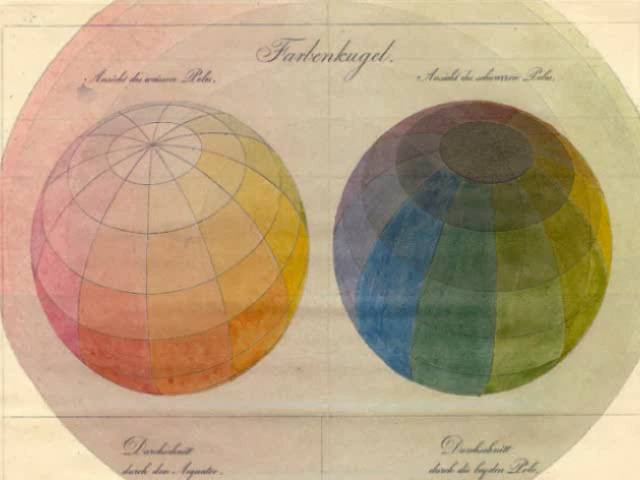 Farbenkugel.
Ansicht des weissen Poles.
Ansicht des schwarzen Poles.
Durchschnitt
durch den Aequator.
Durchschnitt
durch die beyden Pole.